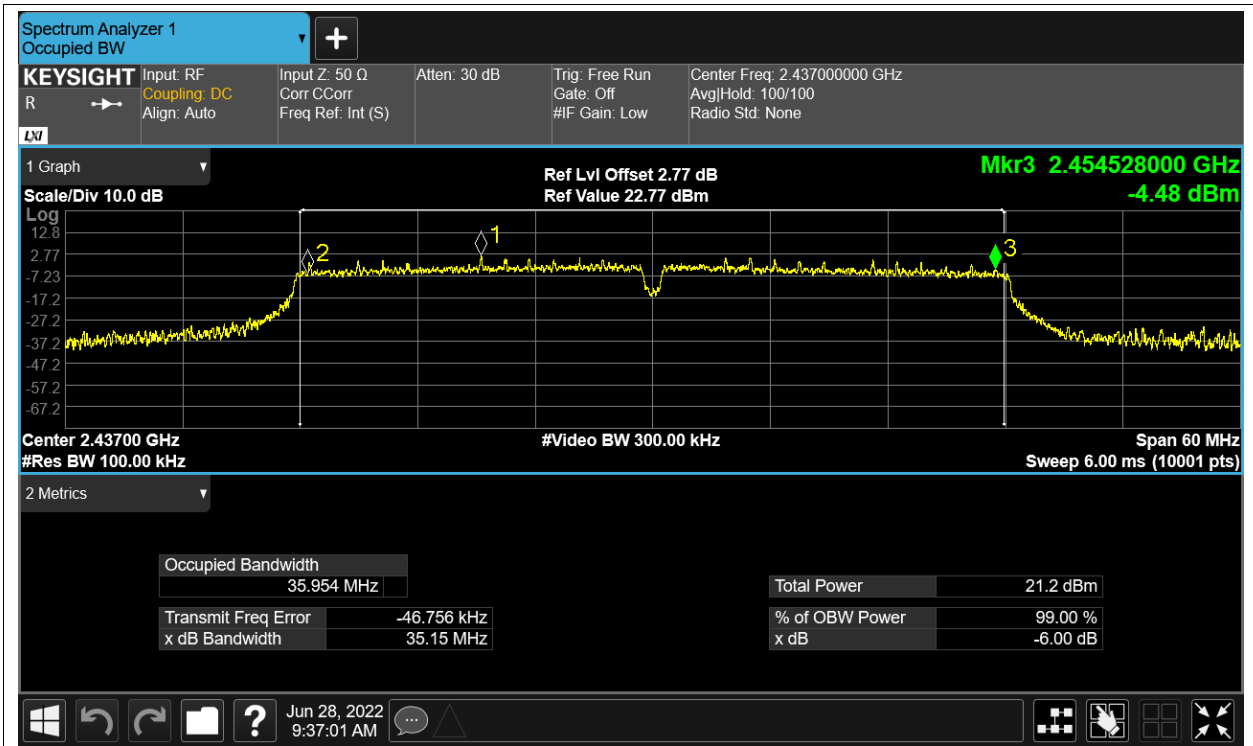 Spectrum Analyzer 1
Occupied BW
KEYSIGHT
R
LXI
Input: RF
Coupling: DC
Align: Auto
Input Z: 50 Ω
Corr CCorr
Freq Ref: Int (S)
Atten: 30 dB
Trig: Free Run
Gate: Off
#IF Gain: Low
Center Freq: 2.437000000 GHz
Avg|Hold: 100/100
Radio Std: None
1 Graph
Scale/Div 10.0 dB
Ref Lvl Offset 2.77 dB
Ref Value 22.77 dBm
Mkr3 2.454528000 GHz
-4.48 dBm
Log
12.8
2.77
-7.23
-17.2
-27.2
-37.2
-47.2
-57.2
-67.2
2
1
3
Center 2.43700 GHz
#Video BW 300.00 kHz
Span 60 MHz
#Res BW 100.00 kHz
Sweep 6.00 ms (10001 pts)
2 Metrics
Occupied Bandwidth
35.954 MHz
Transmit Freq Error -46.756 kHz
x dB Bandwidth 35.15 MHz
Total Power 21.2 dBm
% of OBW Power 99.00 %
x dB -6.00 dB
?
Jun 28, 2022
9:37:01 AM